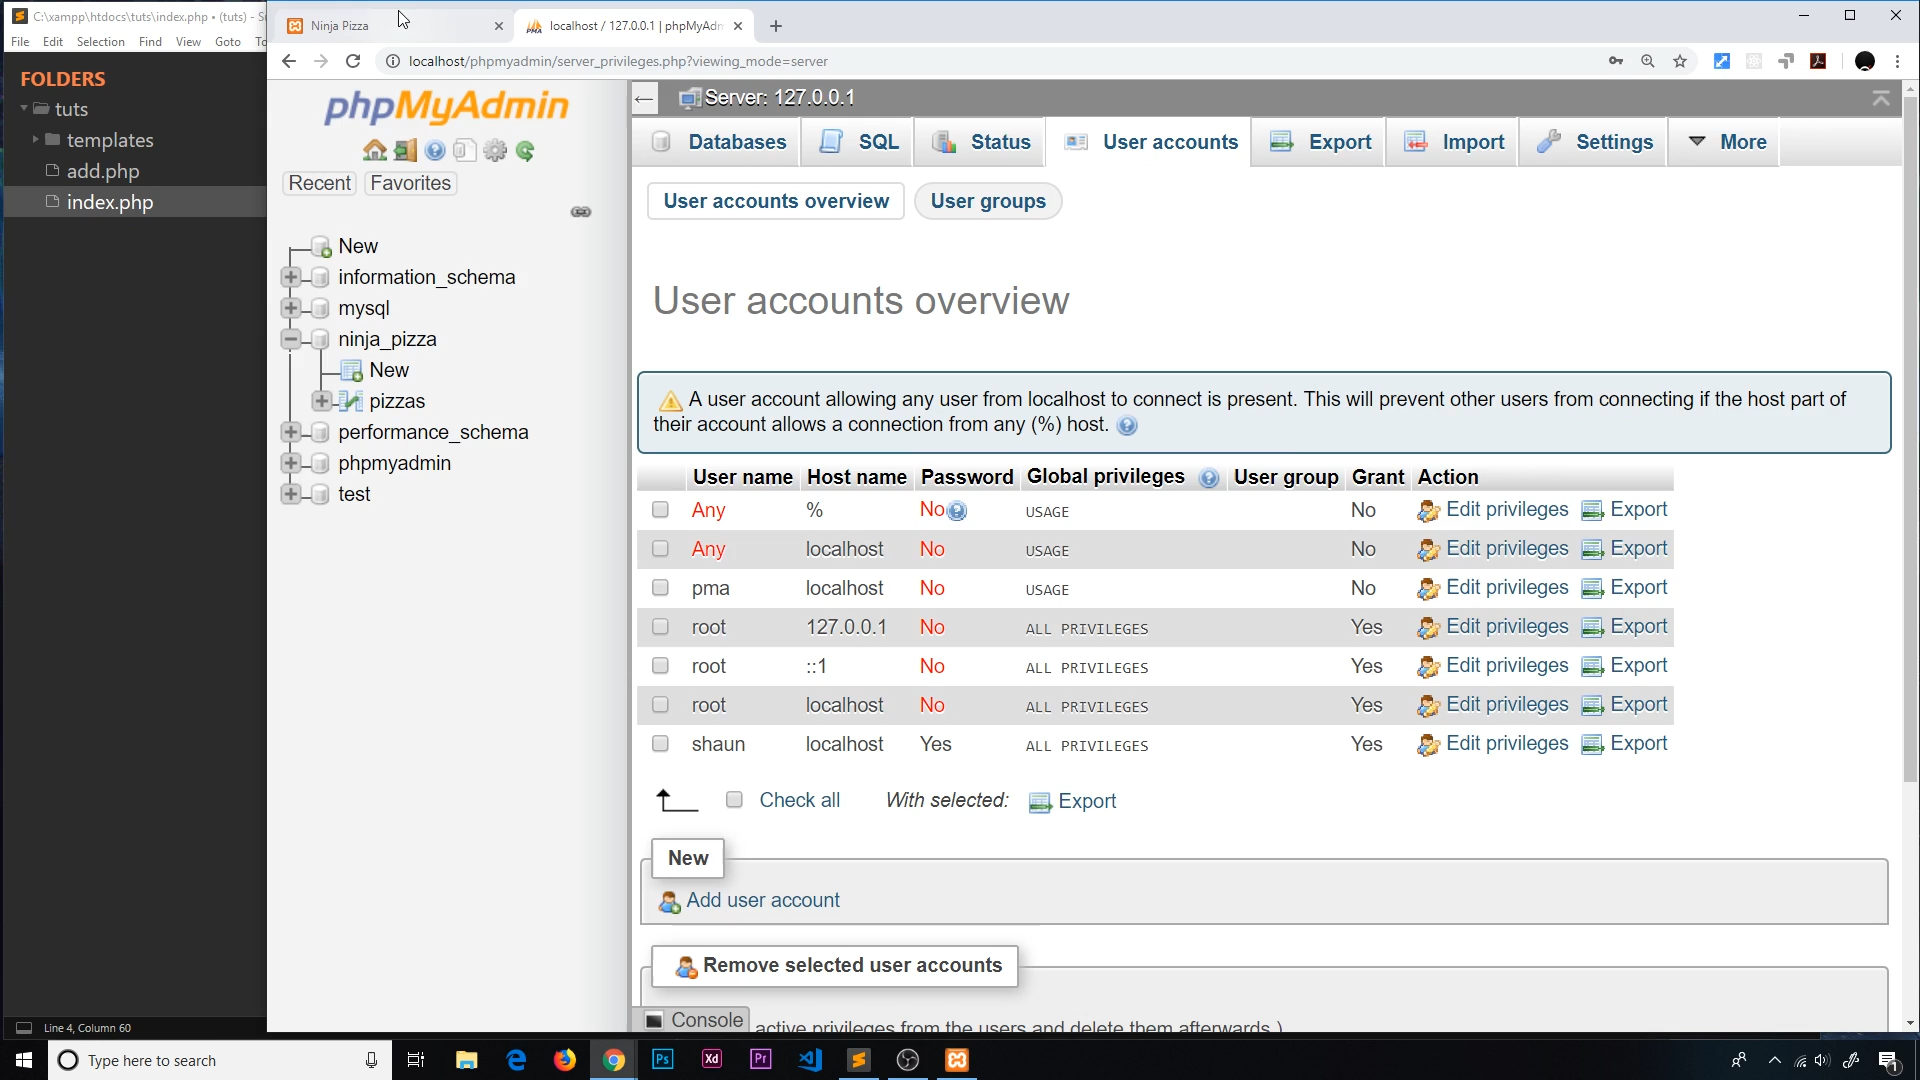 C:\xampp\htdocs\tuts\index.php • (tuts) - S
File Edit Selection Find View Goto To
FOLDERS
tuts
templates
add.php
index.php
Line 4, Column 60
Ninja Pizza
localhost / 127.0.0.1 | phpMyAdm
localhost/phpmyadmin/server_privileges.php?viewing_mode=server
phpMyAdmin
Recent Favorites
New
information_schema
mysql
ninja_pizza
New
pizzas
performance_schema
phpmyadmin
test
Server: 127.0.0.1
Databases SQL Status User accounts Export Import Settings More
User accounts overview User groups
User accounts overview
A user account allowing any user from localhost to connect is present. This will prevent other users from connecting if the host part of
their account allows a connection from any (%) host.
User name Host name Password Global privileges User group Grant Action
Any % No USAGE No Edit privileges Export
Any localhost No USAGE No Edit privileges Export
pma localhost No USAGE No Edit privileges Export
root 127.0.0.1 No ALL PRIVILEGES Yes Edit privileges Export
root ::1 No ALL PRIVILEGES Yes Edit privileges Export
root localhost No ALL PRIVILEGES Yes Edit privileges Export
shaun localhost Yes ALL PRIVILEGES Yes Edit privileges Export
Check all With selected: Export
New
Add user account
Remove selected user accounts
Console
active privileges from the users and delete them afterwards.)
Type here to search
Ps Xd Pr
1